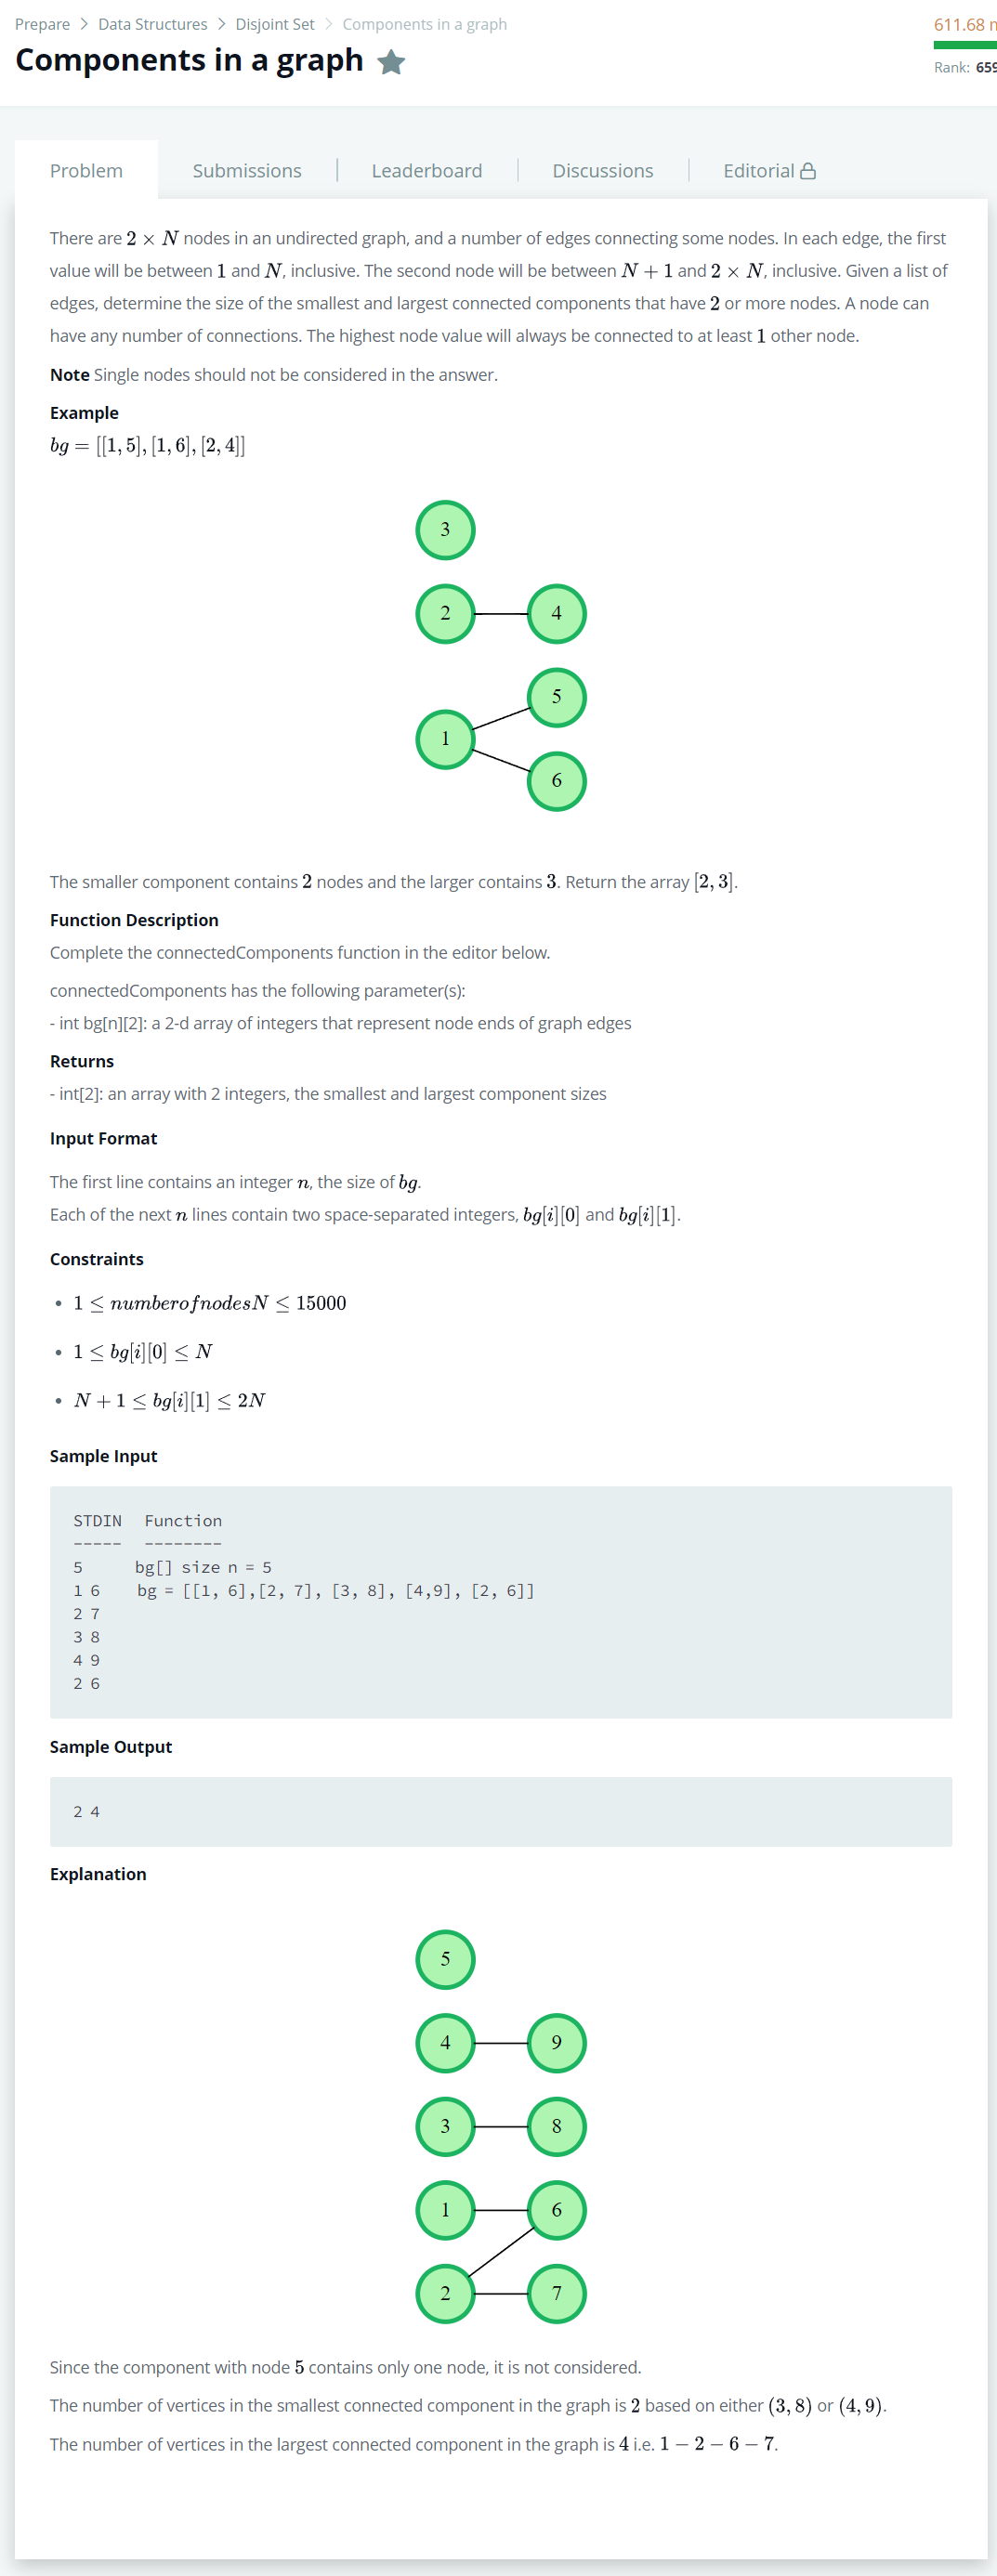 Prepare > Data Structures > Disjoint Set > Components in a graph
611.68
Components in a graph
Rank: 659
Problem
Submissions
Leaderboard
Discussions
Editorial
There are 2 × N nodes in an undirected graph, and a number of edges connecting some nodes. In each edge, the first
value will be between 1 and N, inclusive. The second node will be between N + 1 and 2 × N, inclusive. Given a list of
edges, determine the size of the smallest and largest connected components that have 2 or more nodes. A node can
have any number of connections. The highest node value will always be connected to at least 1 other node.
Note Single nodes should not be considered in the answer.
Example
bg = [[1, 5], [1, 6], [2, 4]]
3
2 4
5
1
6
The smaller component contains 2 nodes and the larger contains 3. Return the array [2, 3].
Function Description
Complete the connectedComponents function in the editor below.
connectedComponents has the following parameter(s):
- int bg[n][2]: a 2-d array of integers that represent node ends of graph edges
Returns
- int[2]: an array with 2 integers, the smallest and largest component sizes
Input Format
The first line contains an integer n, the size of bg.
Each of the next n lines contain two space-separated integers, bg[i][0] and bg[i][1].
Constraints
• 1 ≤ numberofnodesN ≤ 15000
• 1 ≤ bg[i][0] ≤ N
• N + 1 ≤ bg[i][1] ≤ 2N
Sample Input
STDIN Function
----- --------
5 bg[] size n = 5
1 6 bg = [[1, 6],[2, 7], [3, 8], [4,9], [2, 6]]
2 7
3 8
4 9
2 6
Sample Output
2 4
Explanation
5
4 9
3 8
1 6
2 7
Since the component with node 5 contains only one node, it is not considered.
The number of vertices in the smallest connected component in the graph is 2 based on either (3, 8) or (4, 9).
The number of vertices in the largest connected component in the graph is 4 i.e. 1 − 2 − 6 − 7.